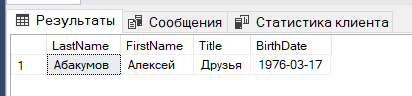 Результаты Сообщения Статистика клиента
LastName FirstName Title BirthDate
1 Абакумов Алексей Друзья 1976-03-17